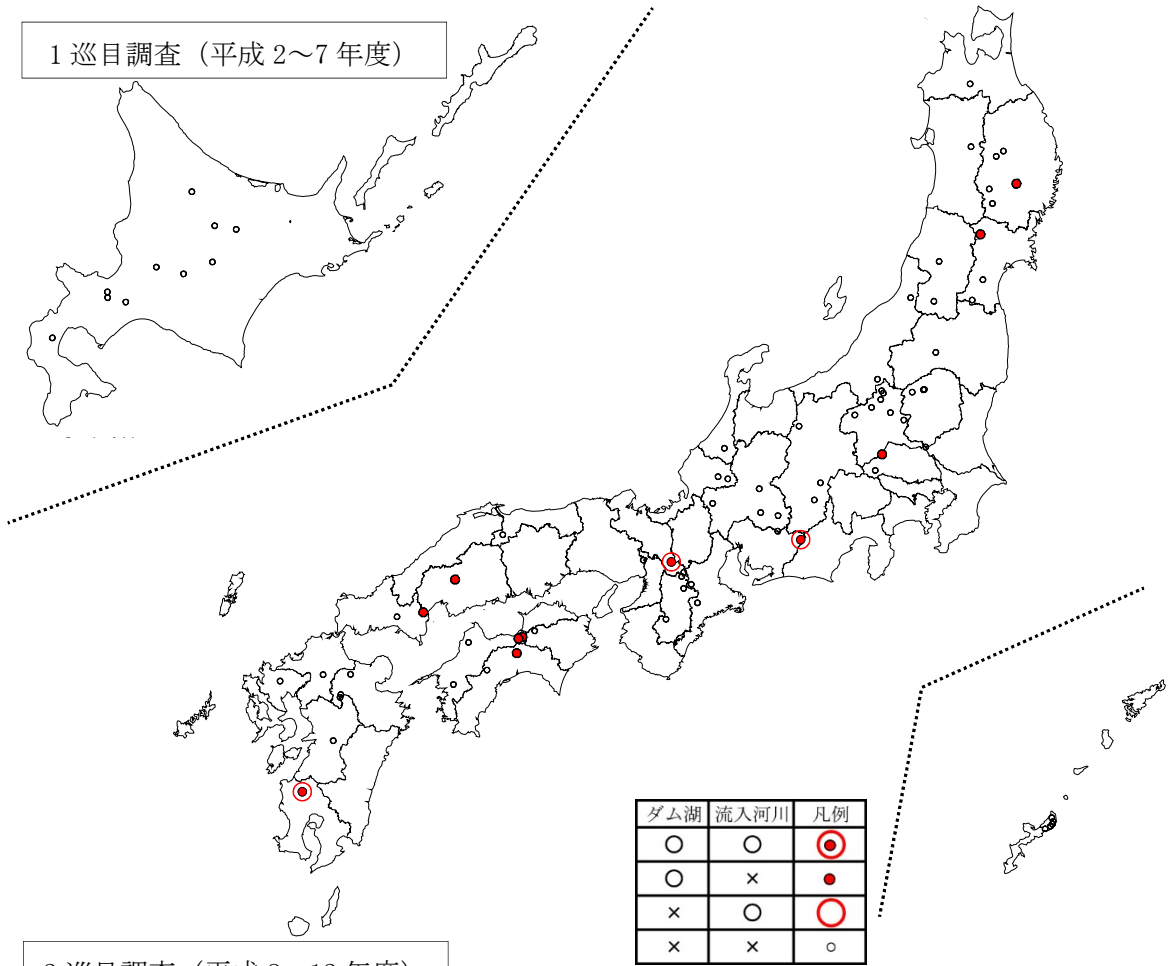 1巡目調査（平成2～7年度）
ダム湖 流入河川 凡例
○ ○
○ ×
× ○
× ×